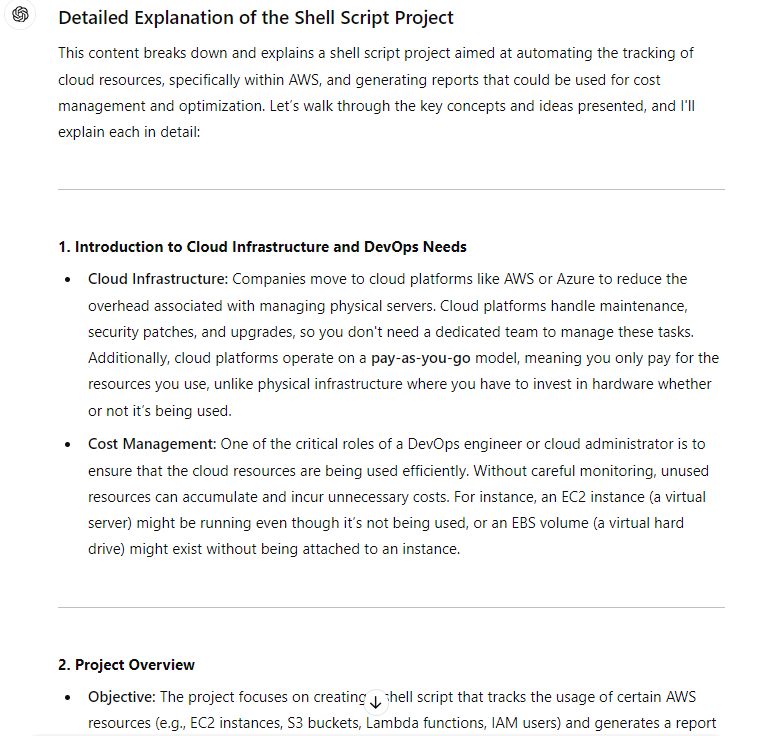 Detailed Explanation of the Shell Script Project
This content breaks down and explains a shell script project aimed at automating the tracking of
cloud resources, specifically within AWS, and generating reports that could be used for cost
management and optimization. Let's walk through the key concepts and ideas presented, and I'll
explain each in detail:
1. Introduction to Cloud Infrastructure and DevOps Needs
• Cloud Infrastructure: Companies move to cloud platforms like AWS or Azure to reduce the
overhead associated with managing physical servers. Cloud platforms handle maintenance,
security patches, and upgrades, so you don't need a dedicated team to manage these tasks.
Additionally, cloud platforms operate on a pay-as-you-go model, meaning you only pay for the
resources you use, unlike physical infrastructure where you have to invest in hardware whether
or not it's being used.
• Cost Management: One of the critical roles of a DevOps engineer or cloud administrator is to
ensure that the cloud resources are being used efficiently. Without careful monitoring, unused
resources can accumulate and incur unnecessary costs. For instance, an EC2 instance (a virtual
server) might be running even though it's not being used, or an EBS volume (a virtual hard
drive) might exist without being attached to an instance.
2. Project Overview
• Objective: The project focuses on creating shell script that tracks the usage of certain AWS
resources (e.g., EC2 instances, S3 buckets, Lambda functions, IAM users) and generates a report